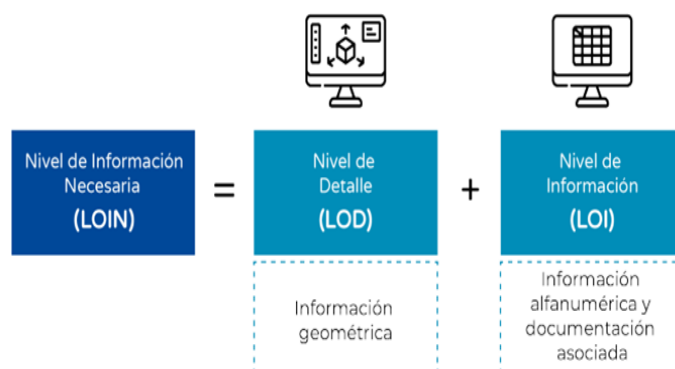 Nivel de Información
Necesaria
(LOIN)
=
Nivel de
Detalle
(LOD)
+
Nivel de
Información
(LOI)
Información
geométrica
Información
alfanumérica y
documentación
asociada